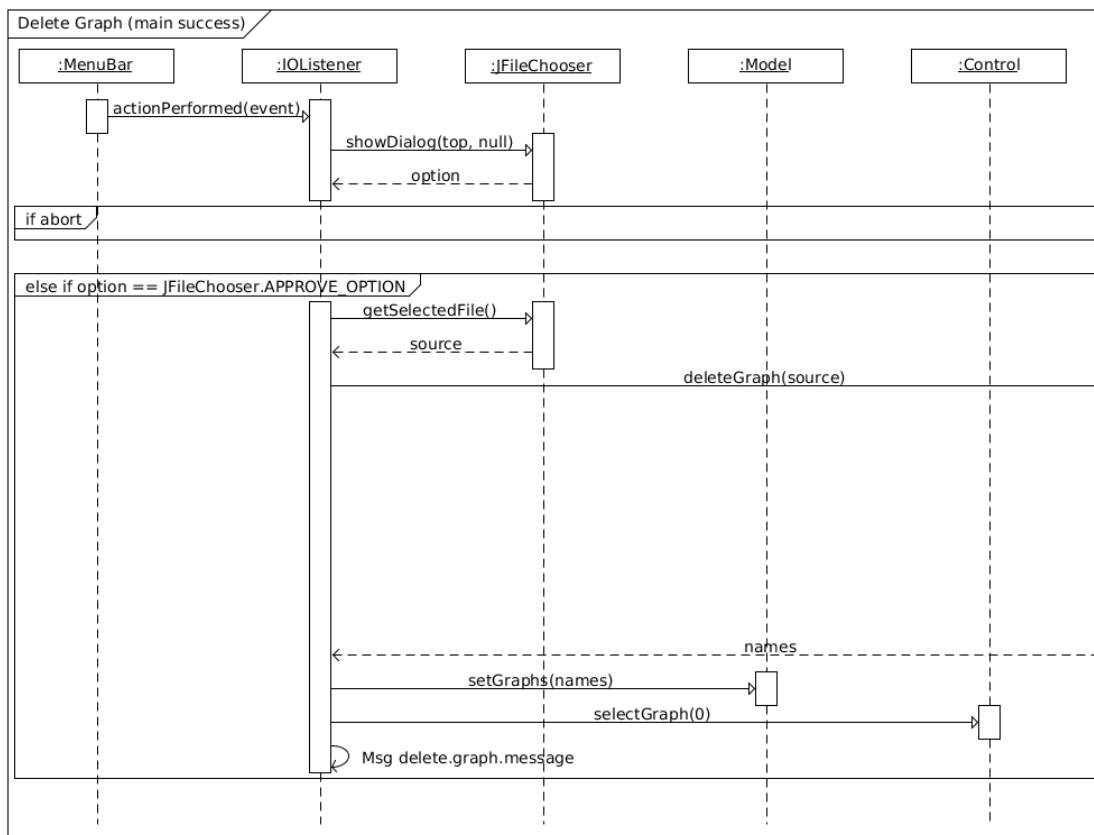 Delete Graph (main success)
:MenuBar
:IOListener
:JFileChooser
:Model
:Control
actionPerformed(event)
showDialog(top, null)
option
if abort
else if option == JFileChooser.APPROVE_OPTION
getSelectedFile()
source
deleteGraph(source)
names
setGraphs(names)
selectGraph(0)
Msg delete.graph.message